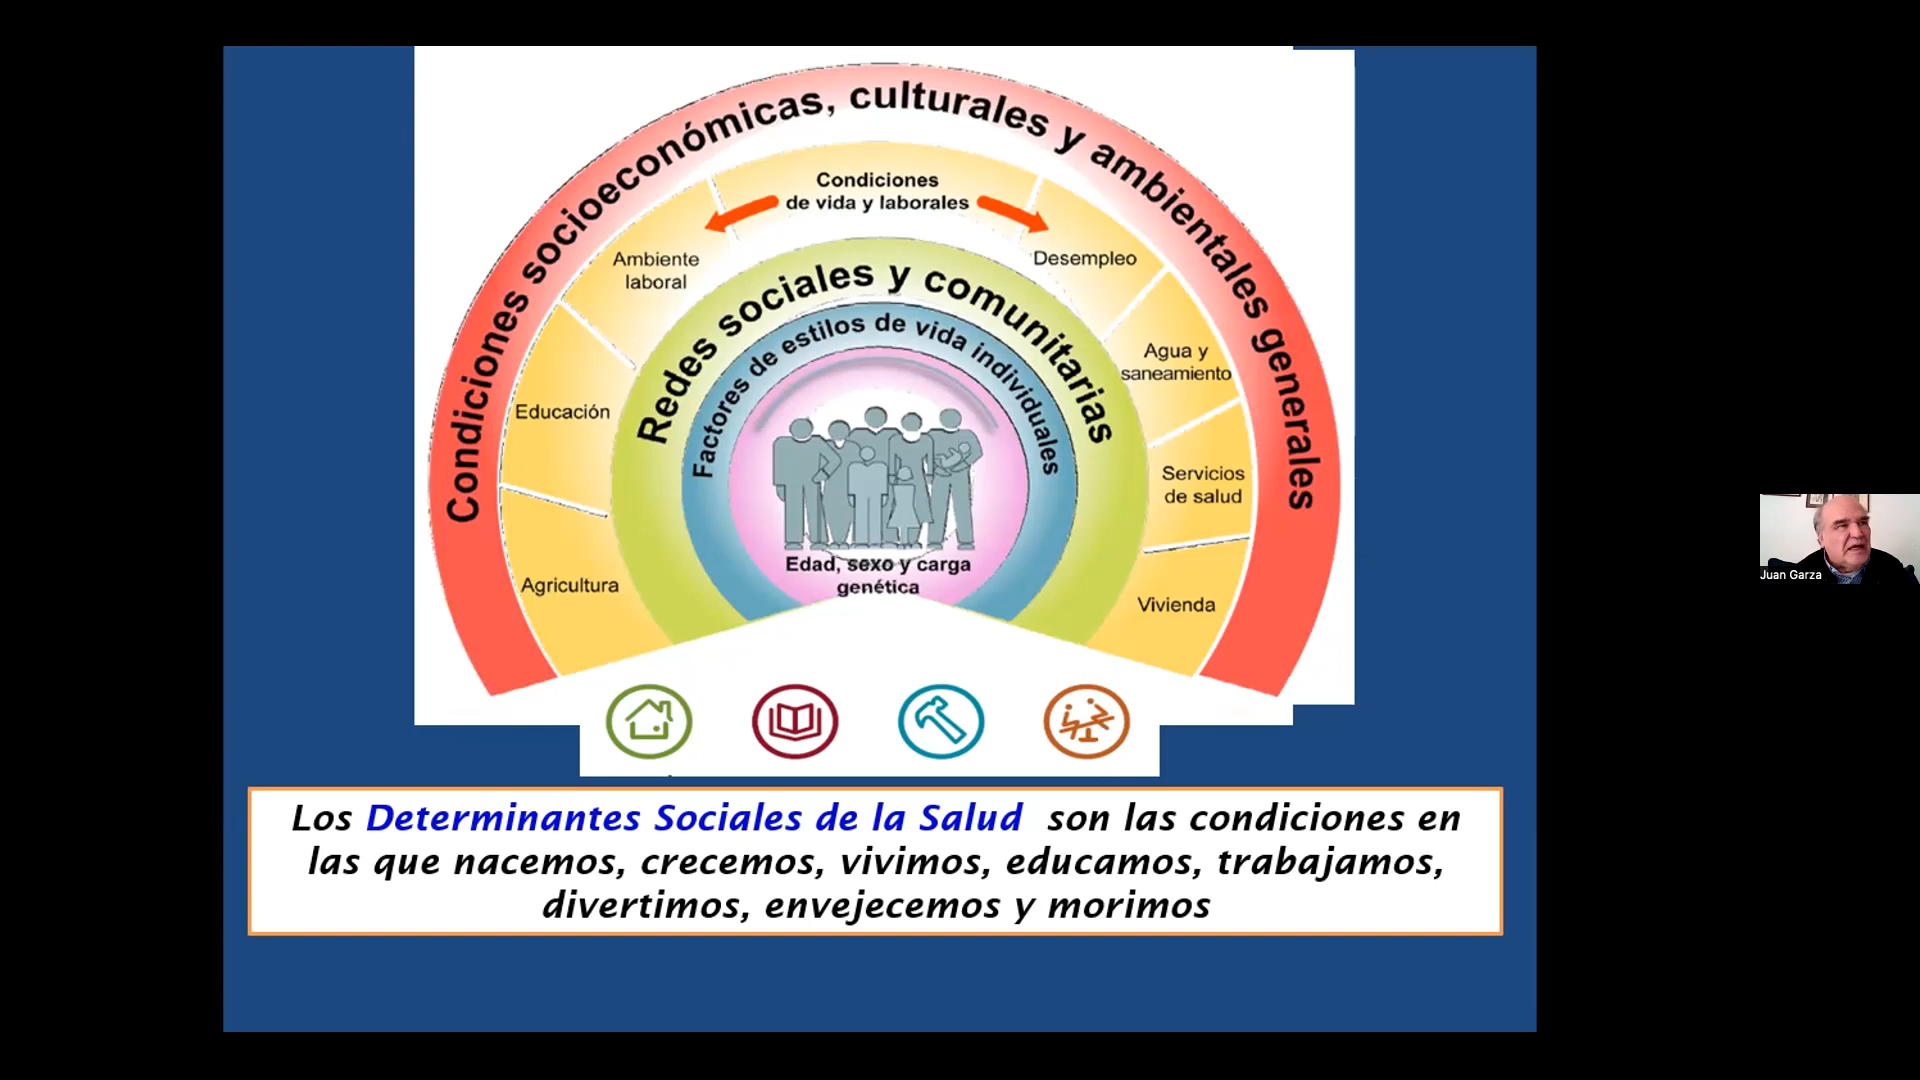 Condiciones socioeconómicas, culturales y ambientales generales
Condiciones
de vida y laborales
Ambiente
laboral
Desempleo
Educación
Agua y
saneamiento
Agricultura
Servicios
de salud
Vivienda
Redes sociales y comunitarias
Factores de estilos de vida individuales
Edad, sexo y carga
genética
Juan Garza
Los Determinantes Sociales de la Salud son las condiciones en
las que nacemos, crecemos, vivimos, educamos, trabajamos,
divertimos, envejecemos y morimos